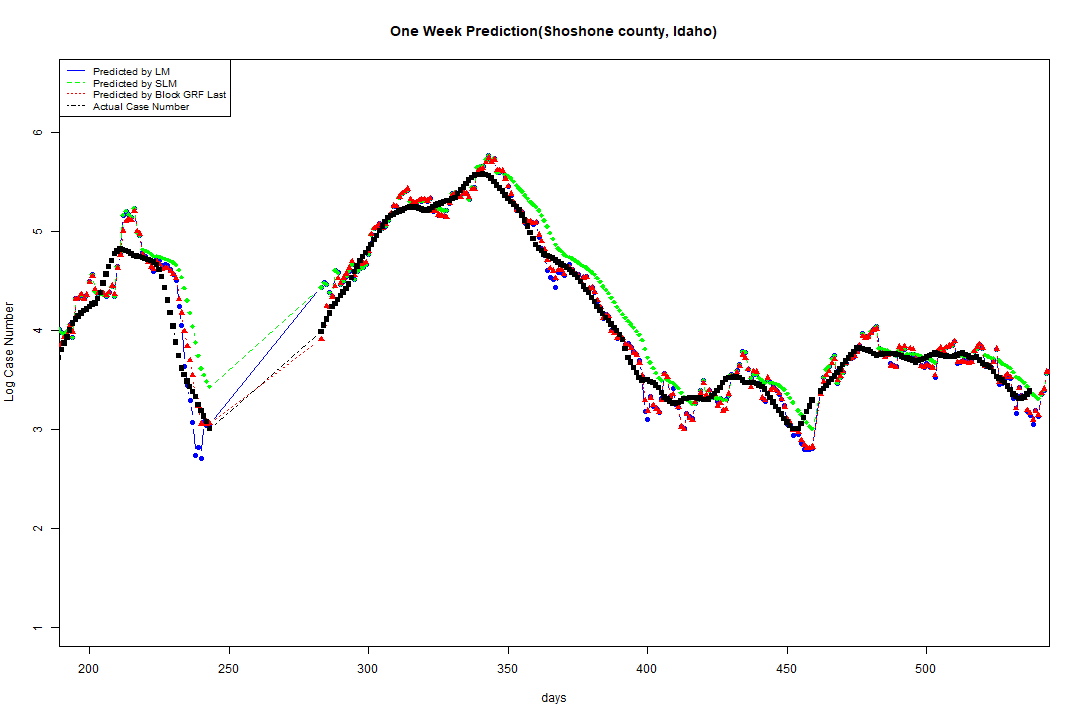 One Week Prediction(Shoshone county, Idaho)
Predicted by LM
Predicted by SLM
Predicted by Block GRF Last
Actual Case Number
6
5
4
3
2
1
Log Case Number
200 250 300 350 400 450 500
days